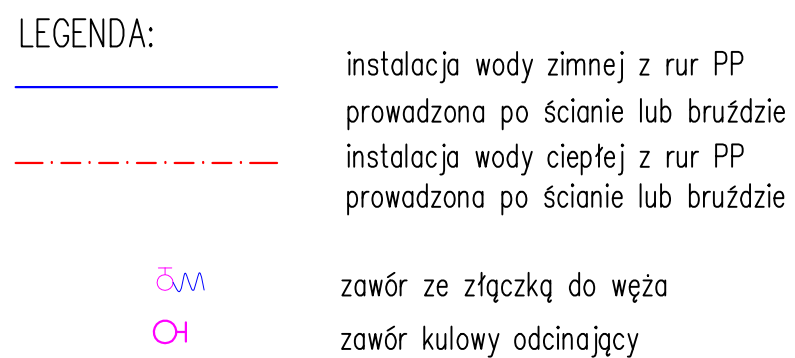 LEGENDA:
instalacja wody zimnej z rur PP
prowadzona po ścianie lub bruździe
instalacja wody ciepłej z rur PP
prowadzona po ścianie lub bruździe
zawór ze złączką do węża
zawór kulowy odcinający